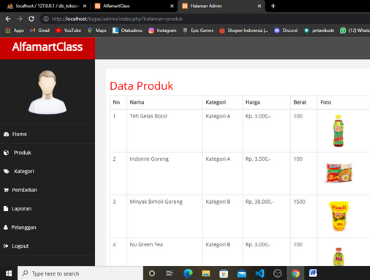 localhost / 127.0.0.1 / db_tokoon
AlfamartClass
Halaman Admin
http://localhost/tugas/admin/index.php?halaman=produk
Apps
Gmail
YouTube
Maps
Otakudesu
Instagram
Epic Games
Shopee Indonesia |...
Discord
petanikode
(12) Whats
AlfamartClass
Home
Produk
Kategori
Pembelian
Laporan
Pelanggan
Logout
Data Produk
No Nama Kategori Harga Berat Foto
1 Teh Gelas Botol Kategori A Rp. 3,000,- 100
2 Indomie Goreng Kategori A Rp. 3,500,- 100
3 Minyak Bimoli Goreng Kategori B Rp. 38,000,- 1500
4 Nu Green Tea Kategori B Rp. 3,000,- 100
Type here to search